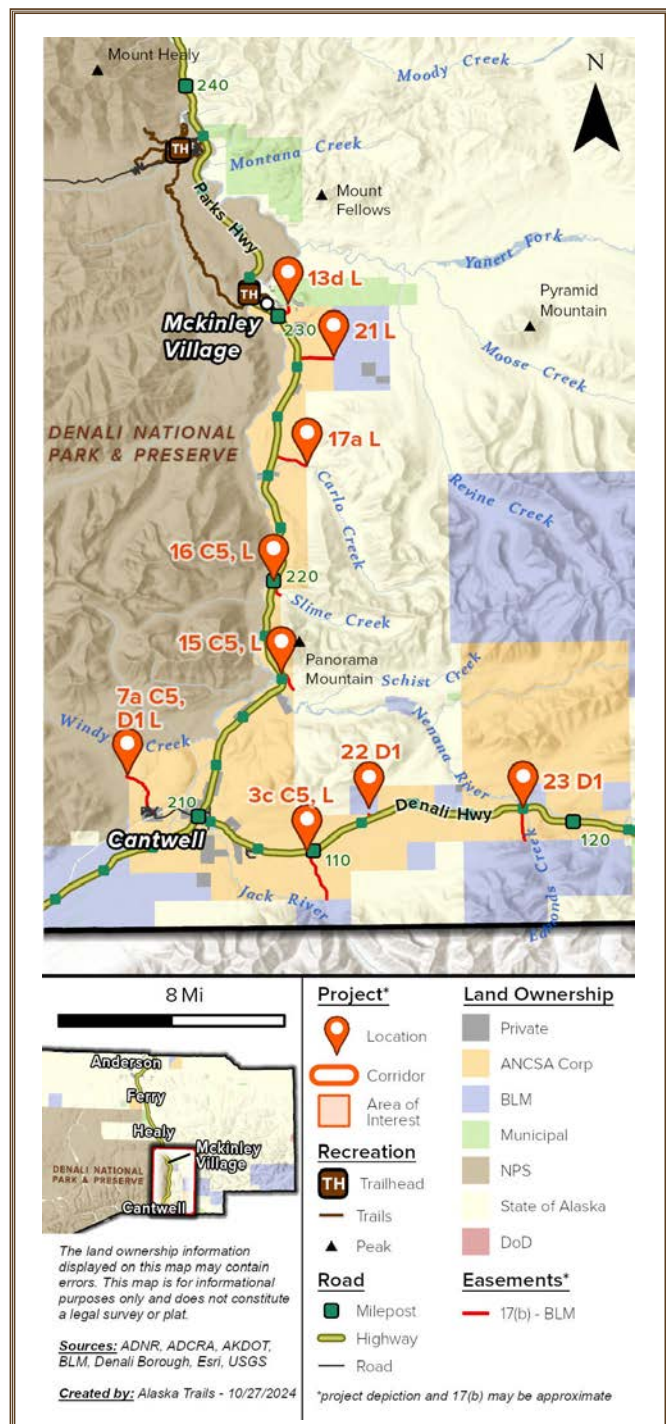 Mount Healy
240
Moody Creek
N
TH
Montana Creek
Mount
Fellows
Parks Hwy
Yanert Fork
13d L
TH
Mckinley
Village
230
Pyramid
Mountain
21 L
Moose Creek
DENALI NATIONAL
PARK & PRESERVE
17a L
Carlo Creek
Revine Creek
16 C5, L
220
Slime Creek
15 C5, L
Panorama
Mountain
Schist Creek
7a C5,
D1 L
Windy Creek
Nenana River
22 D1
23 D1
3c C5, L
Denali Hwy
210
Cantwell
110
120
Jack River
Edmonds Creek
8 Mi
Anderson
Ferry
Healy
Mckinley
Village
DENALI NATIONAL
PARK & PRESERVE
Cantwell
The land ownership information
displayed on this map may contain
errors. This map is for informational
purposes only and does not constitute
a legal survey or plat.
Sources: ADNR, ADCRA, AKDOT,
BLM, Denali Borough, Esri, USGS
Created by: Alaska Trails - 10/27/2024
Project*
Location
Corridor
Area of
Interest
Recreation
TH
Trailhead
Trails
Peak
Road
Milepost
Highway
Road
Land Ownership
Private
ANCSA Corp
BLM
Municipal
NPS
State of Alaska
DoD
Easements*
17(b) - BLM
*project depiction and 17(b) may be approximate